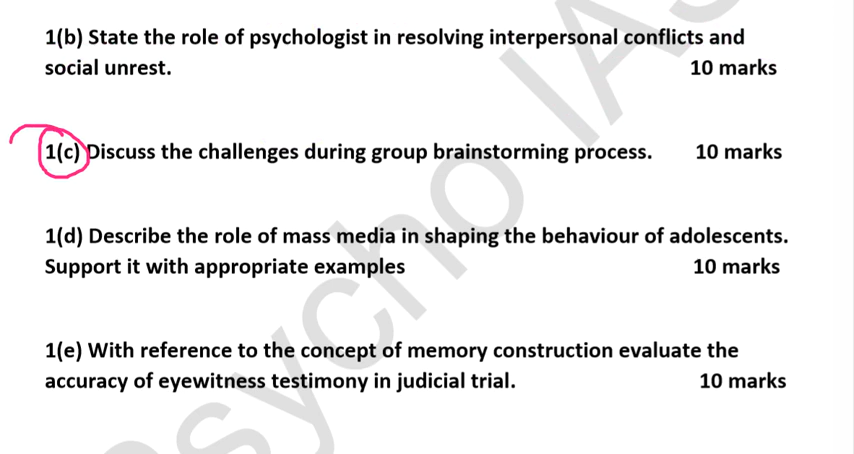 1(b) State the role of psychologist in resolving interpersonal conflicts and
social unrest. 10 marks
1(c) Discuss the challenges during group brainstorming process. 10 marks
1(d) Describe the role of mass media in shaping the behaviour of adolescents.
Support it with appropriate examples 10 marks
1(e) With reference to the concept of memory construction evaluate the
accuracy of eyewitness testimony in judicial trial. 10 marks
Psycho IAS